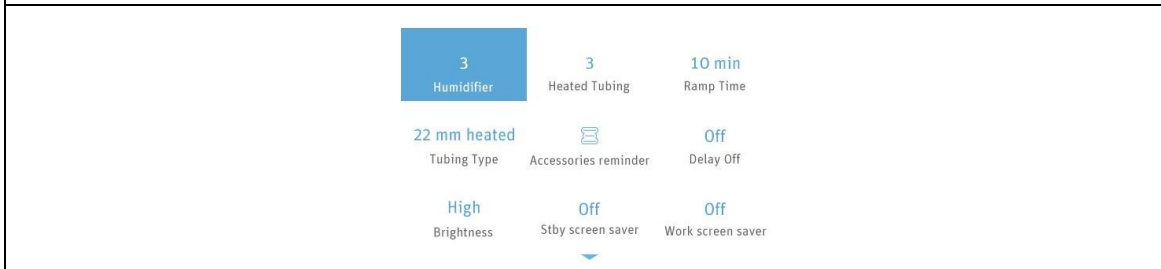 3 3 10 min
Humidifier Heated Tubing Ramp Time
22 mm heated Off
Tubing Type Accessories reminder Delay Off
High Off Off
Brightness Stby screen saver Work screen saver